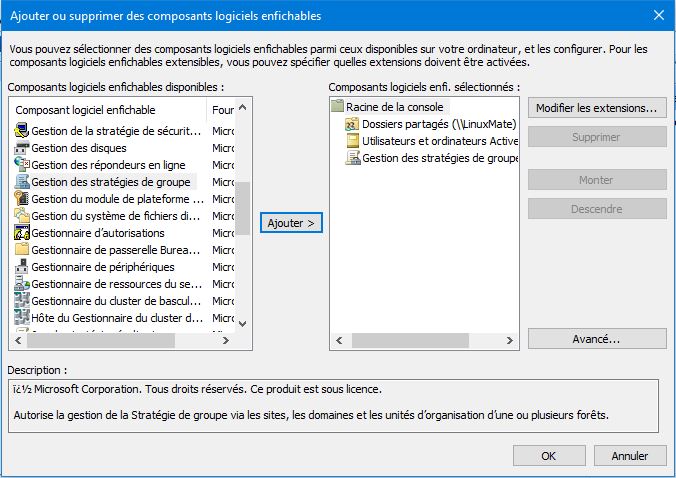 Ajouter ou supprimer des composants logiciels enfichables
Vous pouvez sélectionner des composants logiciels enfichables parmi ceux disponibles sur votre ordinateur, et les configurer. Pour les
composants logiciels enfichables extensibles, vous pouvez spécifier quelles extensions doivent être activées.
Composants logiciels enfichables disponibles :
Composant logiciel enfichable Four
Gestion de la stratégie de sécurit... Micro
Gestion des disques Micro
Gestion des répondeurs en ligne Micro
Gestion des stratégies de groupe Micro
Gestion du module de plateforme ... Micro
Gestion du système de fichiers di... Micro
Gestionnaire d'autorisations Micro
Gestionnaire de passerelle Burea... Micro
Gestionnaire de périphériques Micro
Gestionnaire de ressources du se... Micro
Gestionnaire du cluster de bascul... Micro
Hôte du Gestionnaire du cluster d... Micro
Ajouter >
Composants logiciels enfi. sélectionnés :
Racine de la console
Dossiers partagés (\\LinuxMate)
Utilisateurs et ordinateurs Active
Gestion des stratégies de groupe
Modifier les extensions...
Supprimer
Monter
Descendre
Avancé...
Description :
ï¿½ Microsoft Corporation. Tous droits réservés. Ce produit est sous licence.
Autorise la gestion de la Stratégie de groupe via les sites, les domaines et les unités d'organisation d'une ou plusieurs forêts.
OK
Annuler